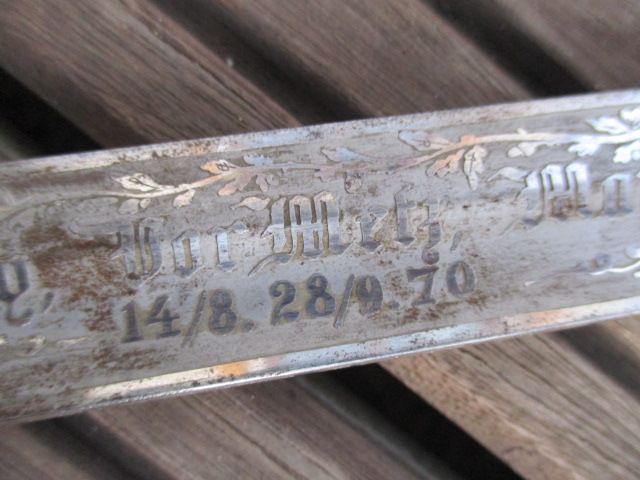 Vor Metz,
14/8. 28/9. 70